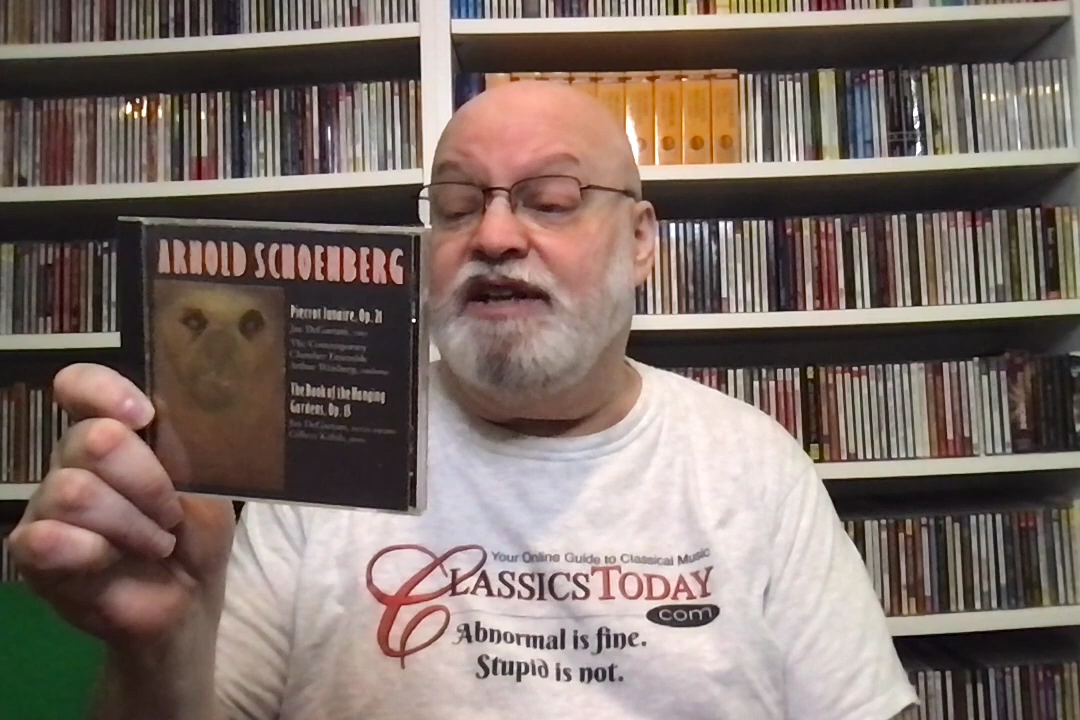 ARNOLD SCHOENBERG
Pierrot lunaire, Op. 21
Jan DeGaetani,
The Contemporary
Chamber Ensemble
Arthur Weisberg,
The Book of the Hanging
Gardens, Op. 15
Jan DeGaetani,
Gilbert Kalish,
Your Online Guide to Classical Music
CLASSICSTODAY
com
Abnormal is fine.
Stupid is not.